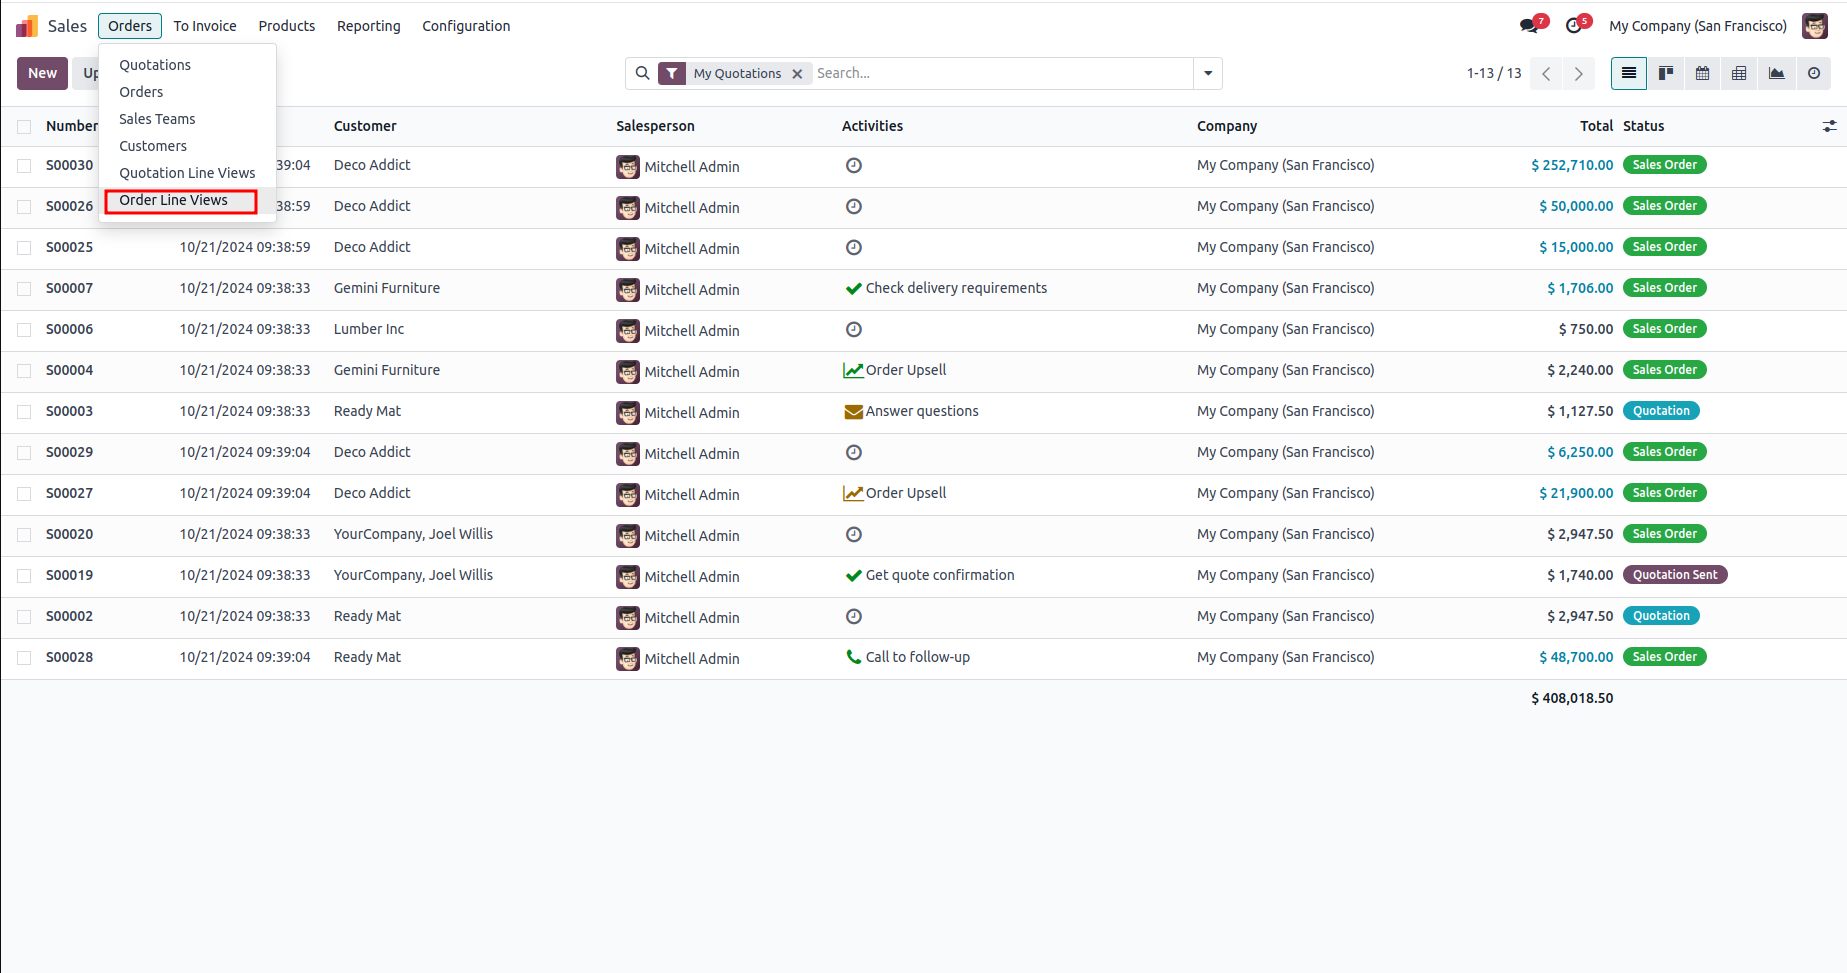 Sales Orders To Invoice Products Reporting Configuration 7 5 My Company (San Francisco)
New Up My Quotations Search... 1-13 / 13
Quotations
Orders
Sales Teams
Customers
Quotation Line Views
Order Line Views
Number Customer Salesperson Activities Company Total Status
S00030 39:04 Deco Addict Mitchell Admin My Company (San Francisco) $ 252,710.00 Sales Order
S00026 38:59 Deco Addict Mitchell Admin My Company (San Francisco) $ 50,000.00 Sales Order
S00025 10/21/2024 09:38:59 Deco Addict Mitchell Admin My Company (San Francisco) $ 15,000.00 Sales Order
S00007 10/21/2024 09:38:33 Gemini Furniture Mitchell Admin Check delivery requirements My Company (San Francisco) $ 1,706.00 Sales Order
S00006 10/21/2024 09:38:33 Lumber Inc Mitchell Admin My Company (San Francisco) $ 750.00 Sales Order
S00004 10/21/2024 09:38:33 Gemini Furniture Mitchell Admin Order Upsell My Company (San Francisco) $ 2,240.00 Sales Order
S00003 10/21/2024 09:38:33 Ready Mat Mitchell Admin Answer questions My Company (San Francisco) $ 1,127.50 Quotation
S00029 10/21/2024 09:39:04 Deco Addict Mitchell Admin My Company (San Francisco) $ 6,250.00 Sales Order
S00027 10/21/2024 09:39:04 Deco Addict Mitchell Admin Order Upsell My Company (San Francisco) $ 21,900.00 Sales Order
S00020 10/21/2024 09:38:33 YourCompany, Joel Willis Mitchell Admin My Company (San Francisco) $ 2,947.50 Sales Order
S00019 10/21/2024 09:38:33 YourCompany, Joel Willis Mitchell Admin Get quote confirmation My Company (San Francisco) $ 1,740.00 Quotation Sent
S00002 10/21/2024 09:38:33 Ready Mat Mitchell Admin My Company (San Francisco) $ 2,947.50 Quotation
S00028 10/21/2024 09:39:04 Ready Mat Mitchell Admin Call to follow-up My Company (San Francisco) $ 48,700.00 Sales Order
$ 408,018.50